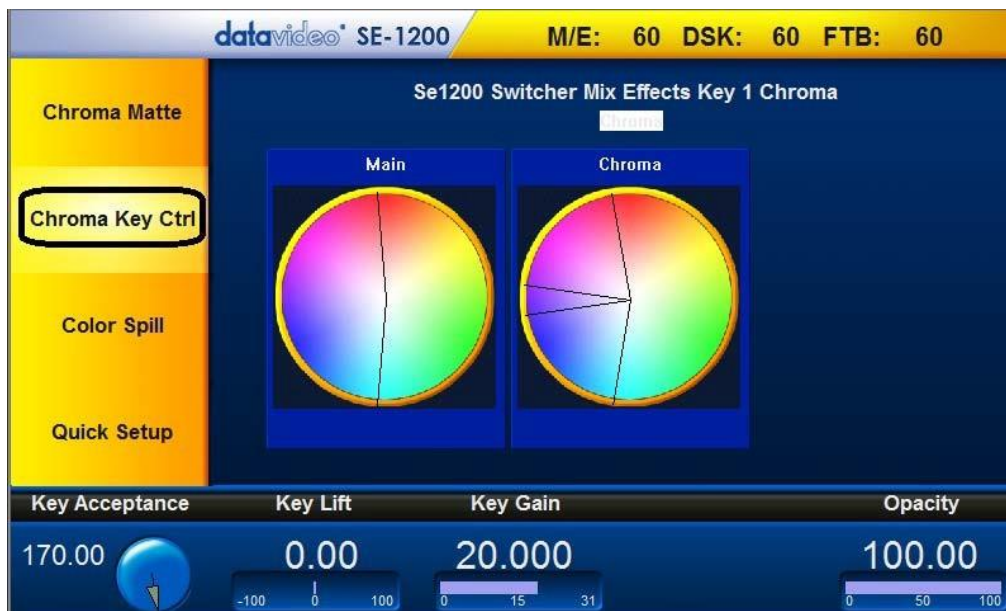 datavideo SE-1200 M/E: 60 DSK: 60 FTB: 60
Chroma Matte
Chroma Key Ctrl
Color Spill
Quick Setup
Se1200 Switcher Mix Effects Key 1 Chroma
Chroma
Main
Chroma
Key Acceptance Key Lift Key Gain Opacity
170.00 0.00 20.000 100.00
-100 0 100 0 15 31 0 50 100